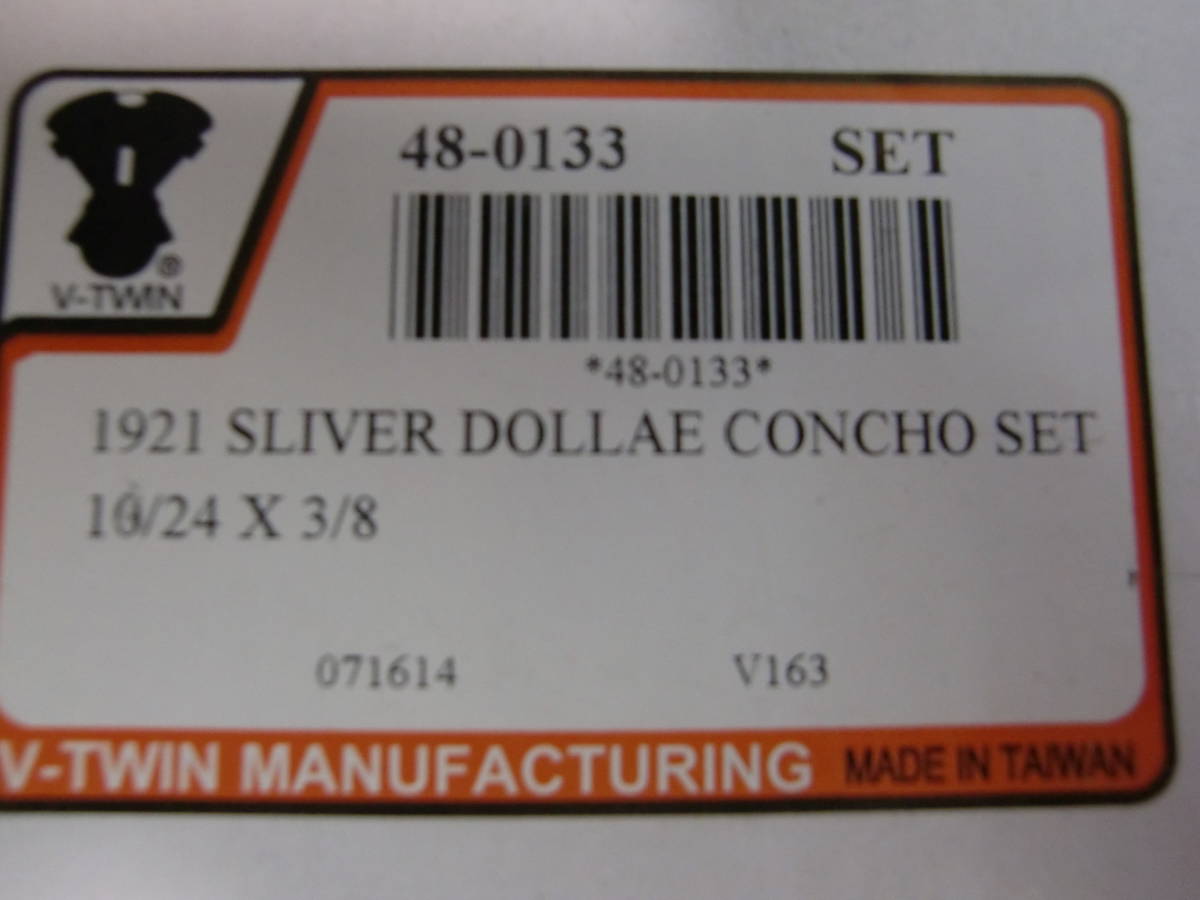 48-0133 SET
V-TWIN ®
*48-0133*
1921 SLIVER DOLLAE CONCHO SET
10/24 X 3/8
071614 V163
V-TWIN MANUFACTURING MADE IN TAIWAN